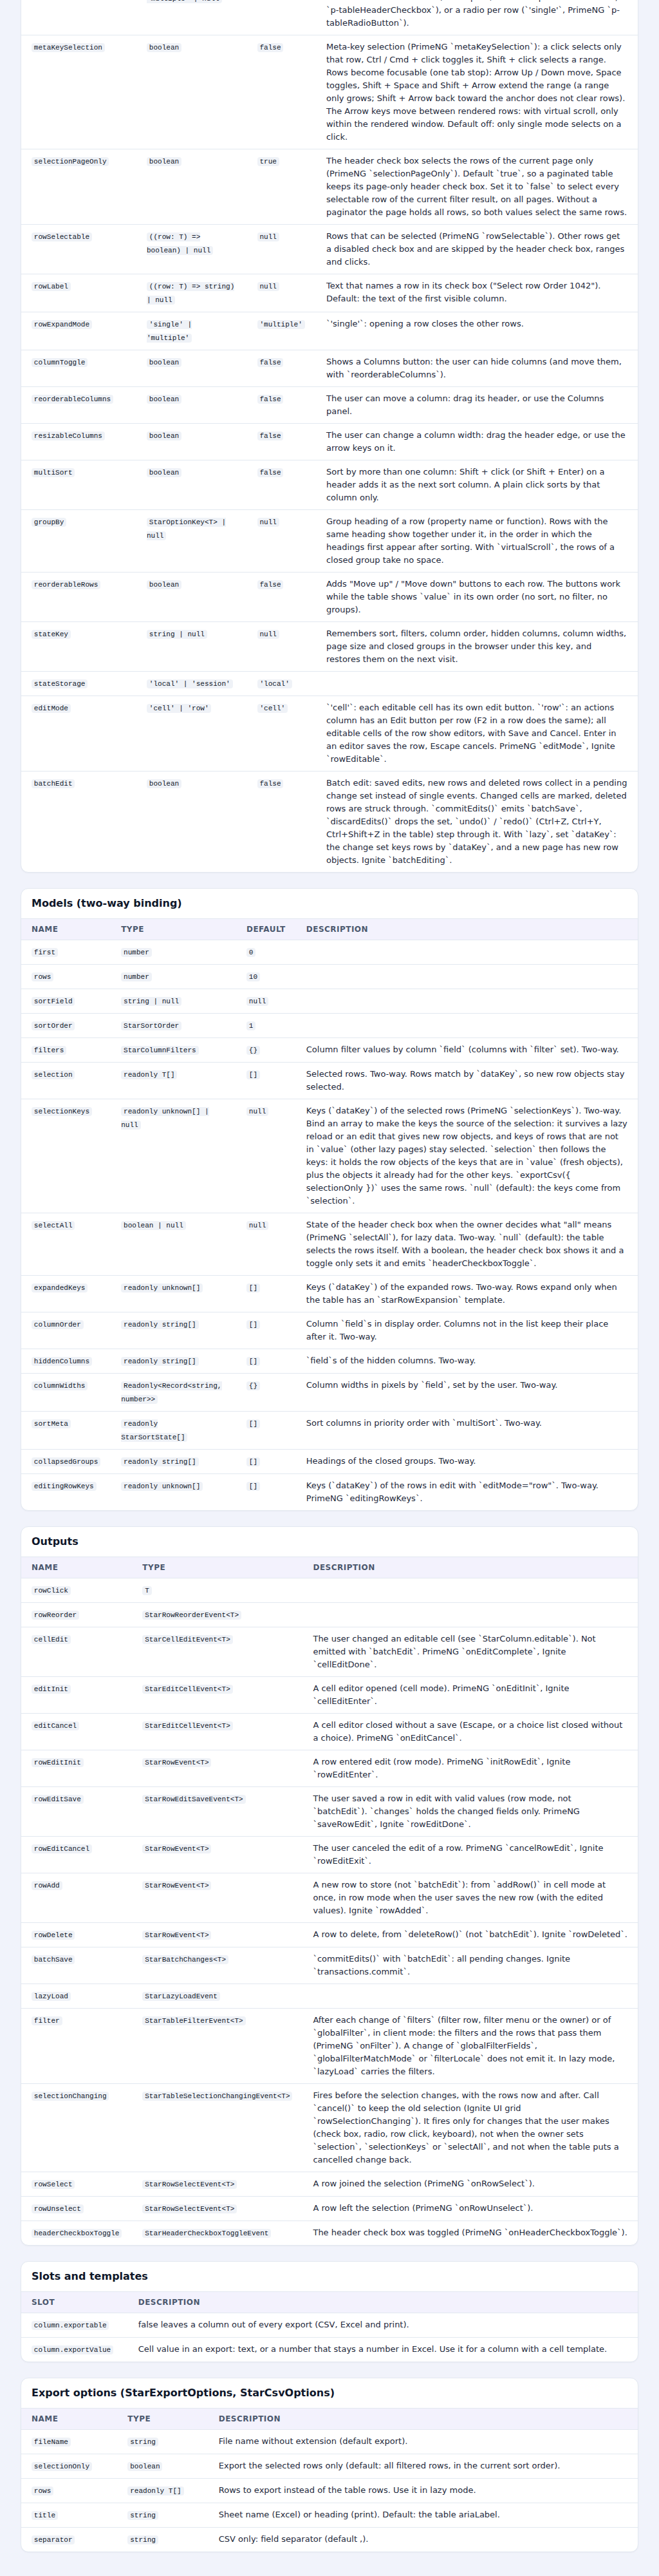 `p-tableHeaderCheckbox`), or a radio per row (`'single'`, PrimeNG `p-
tableRadioButton`).
metaKeySelection boolean false Meta-key selection (PrimeNG `metaKeySelection`): a click selects only
that row, Ctrl / Cmd + click toggles it, Shift + click selects a range.
Rows become focusable (one tab stop): Arrow Up / Down move, Space
toggles, Shift + Space and Shift + Arrow extend the range (a range
only grows; Shift + Arrow back toward the anchor does not clear rows).
The Arrow keys move between rendered rows: with virtual scroll, only
within the rendered window. Default off: only single mode selects on a
click.
selectionPageOnly boolean true The header check box selects the rows of the current page only
(PrimeNG `selectionPageOnly`). Default `true`, so a paginated table
keeps its page-only header check box. Set it to `false` to select every
selectable row of the current filter result, on all pages. Without a
paginator the page holds all rows, so both values select the same rows.
rowSelectable ((row: T) => null Rows that can be selected (PrimeNG `rowSelectable`). Other rows get
boolean) | null a disabled check box and are skipped by the header check box, ranges
and clicks.
rowLabel ((row: T) => string) null Text that names a row in its check box ("Select row Order 1042").
| null Default: the text of the first visible column.
rowExpandMode 'single' | 'multiple' `'single'`: opening a row closes the other rows.
'multiple'
columnToggle boolean false Shows a Columns button: the user can hide columns (and move them,
with `reorderableColumns`).
reorderableColumns boolean false The user can move a column: drag its header, or use the Columns
panel.
resizableColumns boolean false The user can change a column width: drag the header edge, or use the
arrow keys on it.
multiSort boolean false Sort by more than one column: Shift + click (or Shift + Enter) on a
header adds it as the next sort column. A plain click sorts by that
column only.
groupBy StarOptionKey<T> | null Group heading of a row (property name or function). Rows with the
null same heading show together under it, in the order in which the
headings first appear after sorting. With `virtualScroll`, the rows of a
closed group take no space.
reorderableRows boolean false Adds "Move up" / "Move down" buttons to each row. The buttons work
while the table shows `value` in its own order (no sort, no filter, no
groups).
stateKey string | null null Remembers sort, filters, column order, hidden columns, column widths,
page size and closed groups in the browser under this key, and
restores them on the next visit.
stateStorage 'local' | 'session' 'local'
editMode 'cell' | 'row' 'cell' `'cell'`: each editable cell has its own edit button. `'row'`: an actions
column has an Edit button per row (F2 in a row does the same); all
editable cells of the row show editors, with Save and Cancel. Enter in
an editor saves the row, Escape cancels. PrimeNG `editMode`, Ignite
`rowEditable`.
batchEdit boolean false Batch edit: saved edits, new rows and deleted rows collect in a pending
change set instead of single events. Changed cells are marked, deleted
rows are struck through. `commitEdits()` emits `batchSave`,
`discardEdits()` drops the set, `undo()` / `redo()` (Ctrl+Z, Ctrl+Y,
Ctrl+Shift+Z in the table) step through it. With `lazy`, set `dataKey`:
the change set keys rows by `dataKey`, and a new page has new row
objects. Ignite `batchEditing`.
Models (two-way binding)
NAME TYPE DEFAULT DESCRIPTION
first number 0
rows number 10
sortField string | null null
sortOrder StarSortOrder 1
filters StarColumnFilters {} Column filter values by column `field` (columns with `filter` set). Two-way.
selection readonly T[] [] Selected rows. Two-way. Rows match by `dataKey`, so new row objects stay
selected.
selectionKeys readonly unknown[] | null Keys (`dataKey`) of the selected rows (PrimeNG `selectionKeys`). Two-way.
null Bind an array to make the keys the source of the selection: it survives a lazy
reload or an edit that gives new row objects, and keys of rows that are not
in `value` (other lazy pages) stay selected. `selection` then follows the
keys: it holds the row objects of the keys that are in `value` (fresh objects),
plus the objects it already had for the other keys. `exportCsv({
selectionOnly })` uses the same rows. `null` (default): the keys come from
`selection`.
selectAll boolean | null null State of the header check box when the owner decides what "all" means
(PrimeNG `selectAll`), for lazy data. Two-way. `null` (default): the table
selects the rows itself. With a boolean, the header check box shows it and a
toggle only sets it and emits `headerCheckboxToggle`.
expandedKeys readonly unknown[] [] Keys (`dataKey`) of the expanded rows. Two-way. Rows expand only when
the table has an `starRowExpansion` template.
columnOrder readonly string[] [] Column `field`s in display order. Columns not in the list keep their place
after it. Two-way.
hiddenColumns readonly string[] [] `field`s of the hidden columns. Two-way.
columnWidths Readonly<Record<string, {} Column widths in pixels by `field`, set by the user. Two-way.
number>>
sortMeta readonly [] Sort columns in priority order with `multiSort`. Two-way.
StarSortState[]
collapsedGroups readonly string[] [] Headings of the closed groups. Two-way.
editingRowKeys readonly unknown[] [] Keys (`dataKey`) of the rows in edit with `editMode="row"`. Two-way.
PrimeNG `editingRowKeys`.
Outputs
NAME TYPE DESCRIPTION
rowClick T
rowReorder StarRowReorderEvent<T>
cellEdit StarCellEditEvent<T> The user changed an editable cell (see `StarColumn.editable`). Not
emitted with `batchEdit`. PrimeNG `onEditComplete`, Ignite
`cellEditDone`.
editInit StarEditCellEvent<T> A cell editor opened (cell mode). PrimeNG `onEditInit`, Ignite
`cellEditEnter`.
editCancel StarEditCellEvent<T> A cell editor closed without a save (Escape, or a choice list closed without
a choice). PrimeNG `onEditCancel`.
rowEditInit StarRowEvent<T> A row entered edit (row mode). PrimeNG `initRowEdit`, Ignite
`rowEditEnter`.
rowEditSave StarRowEditSaveEvent<T> The user saved a row in edit with valid values (row mode, not
`batchEdit`). `changes` holds the changed fields only. PrimeNG
`saveRowEdit`, Ignite `rowEditDone`.
rowEditCancel StarRowEvent<T> The user canceled the edit of a row. PrimeNG `cancelRowEdit`, Ignite
`rowEditExit`.
rowAdd StarRowEvent<T> A new row to store (not `batchEdit`): from `addRow()` in cell mode at
once, in row mode when the user saves the new row (with the edited
values). Ignite `rowAdded`.
rowDelete StarRowEvent<T> A row to delete, from `deleteRow()` (not `batchEdit`). Ignite `rowDeleted`.
batchSave StarBatchChanges<T> `commitEdits()` with `batchEdit`: all pending changes. Ignite
`transactions.commit`.
lazyLoad StarLazyLoadEvent
filter StarTableFilterEvent<T> After each change of `filters` (filter row, filter menu or the owner) or of
`globalFilter`, in client mode: the filters and the rows that pass them
(PrimeNG `onFilter`). A change of `globalFilterFields`,
`globalFilterMatchMode` or `filterLocale` does not emit it. In lazy mode,
`lazyLoad` carries the filters.
selectionChanging StarTableSelectionChangingEvent<T> Fires before the selection changes, with the rows now and after. Call
`cancel()` to keep the old selection (Ignite UI grid
`rowSelectionChanging`). It fires only for changes that the user makes
(check box, radio, row click, keyboard), not when the owner sets
`selection`, `selectionKeys` or `selectAll`, and not when the table puts a
cancelled change back.
rowSelect StarRowSelectEvent<T> A row joined the selection (PrimeNG `onRowSelect`).
rowUnselect StarRowSelectEvent<T> A row left the selection (PrimeNG `onRowUnselect`).
headerCheckboxToggle StarHeaderCheckboxToggleEvent The header check box was toggled (PrimeNG `onHeaderCheckboxToggle`).
Slots and templates
SLOT DESCRIPTION
column.exportable false leaves a column out of every export (CSV, Excel and print).
column.exportValue Cell value in an export: text, or a number that stays a number in Excel. Use it for a column with a cell template.
Export options (StarExportOptions, StarCsvOptions)
NAME TYPE DESCRIPTION
fileName string File name without extension (default export).
selectionOnly boolean Export the selected rows only (default: all filtered rows, in the current sort order).
rows readonly T[] Rows to export instead of the table rows. Use it in lazy mode.
title string Sheet name (Excel) or heading (print). Default: the table ariaLabel.
separator string CSV only: field separator (default ,).